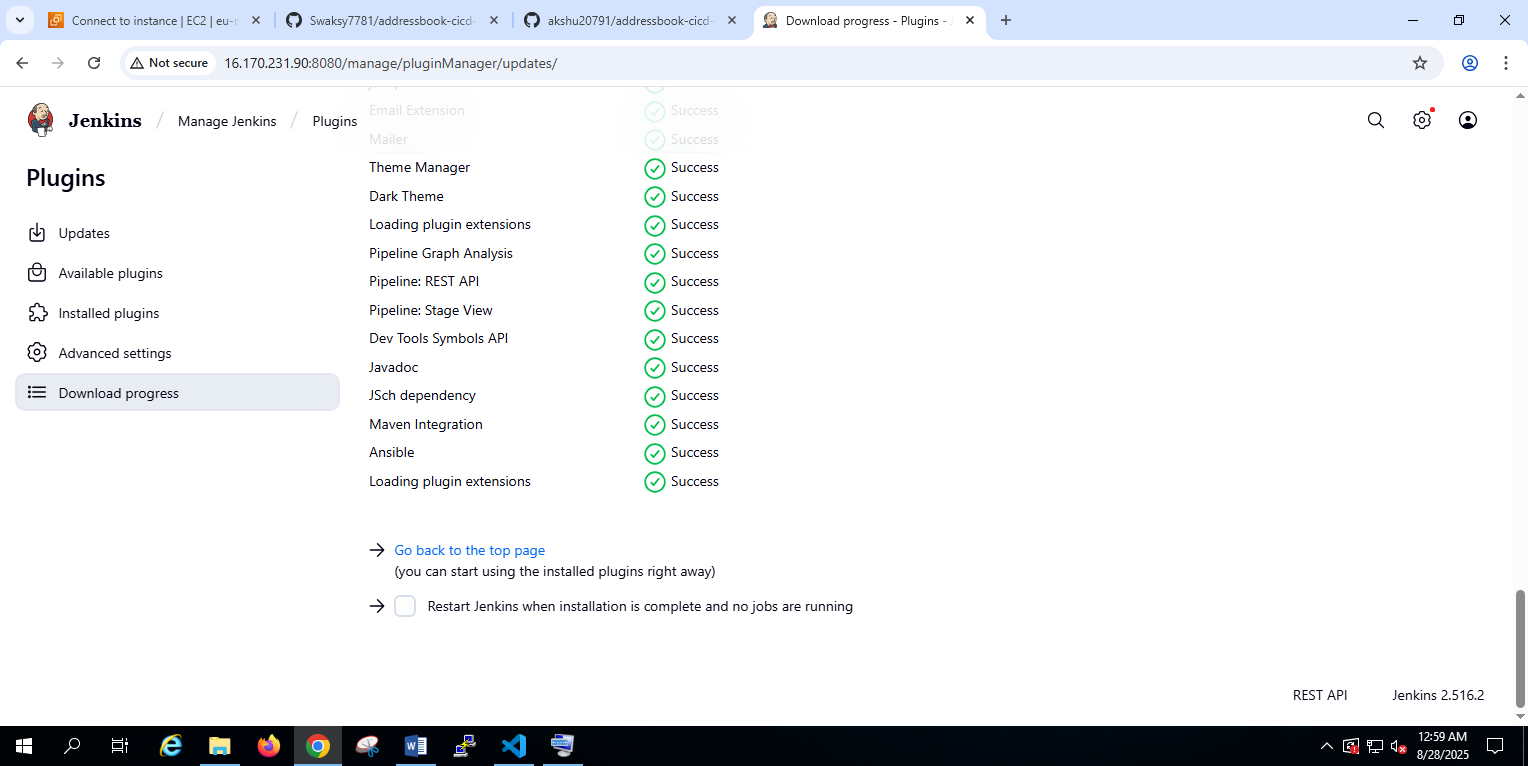 Connect to instance | EC2 | eu-n
Swaksy7781/addressbook-cicd-
akshu20791/addressbook-cicd-
Download progress - Plugins -
Not secure
16.170.231.90:8080/manage/pluginManager/updates/
Jenkins / Manage Jenkins / Plugins
Plugins
Updates
Available plugins
Installed plugins
Advanced settings
Download progress
Email Extension Success
Mailer Success
Theme Manager Success
Dark Theme Success
Loading plugin extensions Success
Pipeline Graph Analysis Success
Pipeline: REST API Success
Pipeline: Stage View Success
Dev Tools Symbols API Success
Javadoc Success
JSch dependency Success
Maven Integration Success
Ansible Success
Loading plugin extensions Success
Go back to the top page
(you can start using the installed plugins right away)
Restart Jenkins when installation is complete and no jobs are running
REST API Jenkins 2.516.2
12:59 AM
8/28/2025